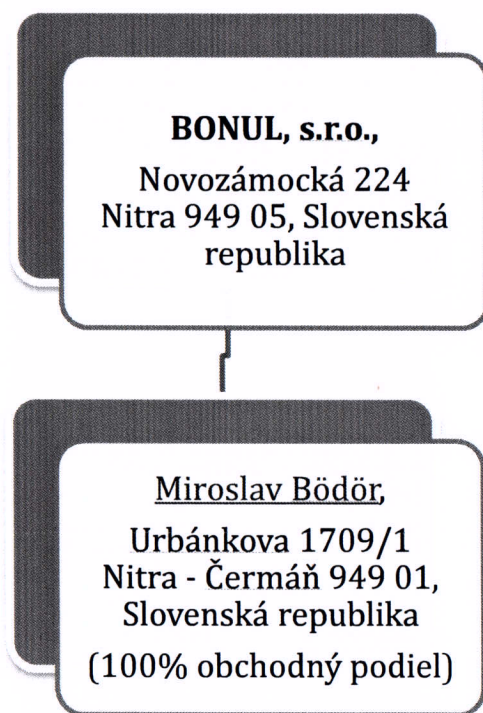 BONUL, s.r.o.,
Novozámocká 224
Nitra 949 05, Slovenská
republika
Miroslav Bödör,
Urbánkova 1709/1
Nitra - Čermáň 949 01,
Slovenská republika
(100% obchodný podiel)